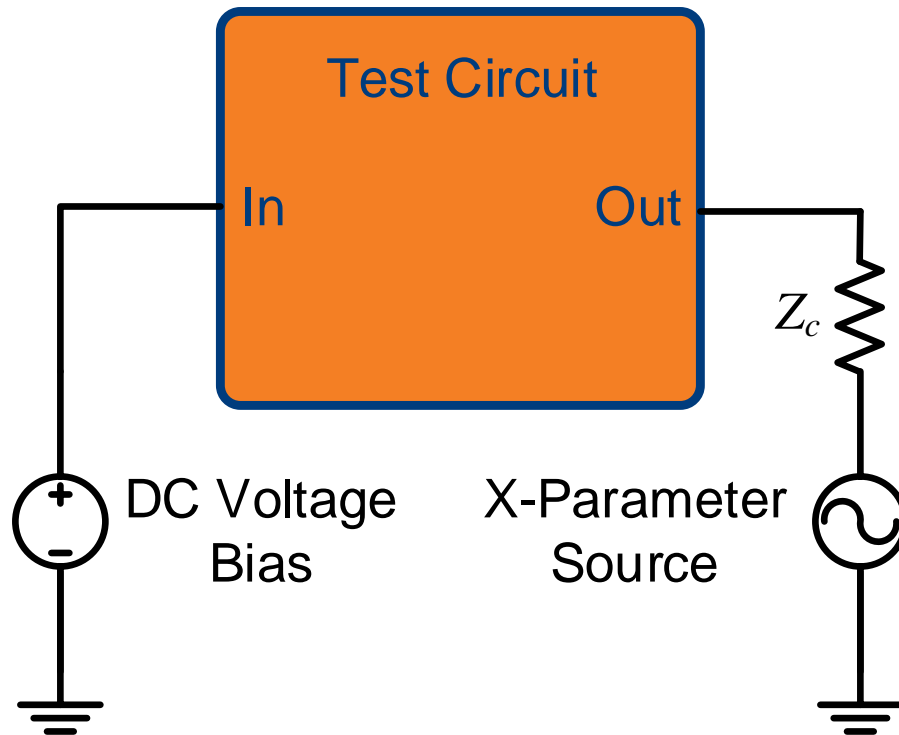 Test Circuit
In
Out
Zc
+
DC Voltage
Bias
–
X-Parameter
Source